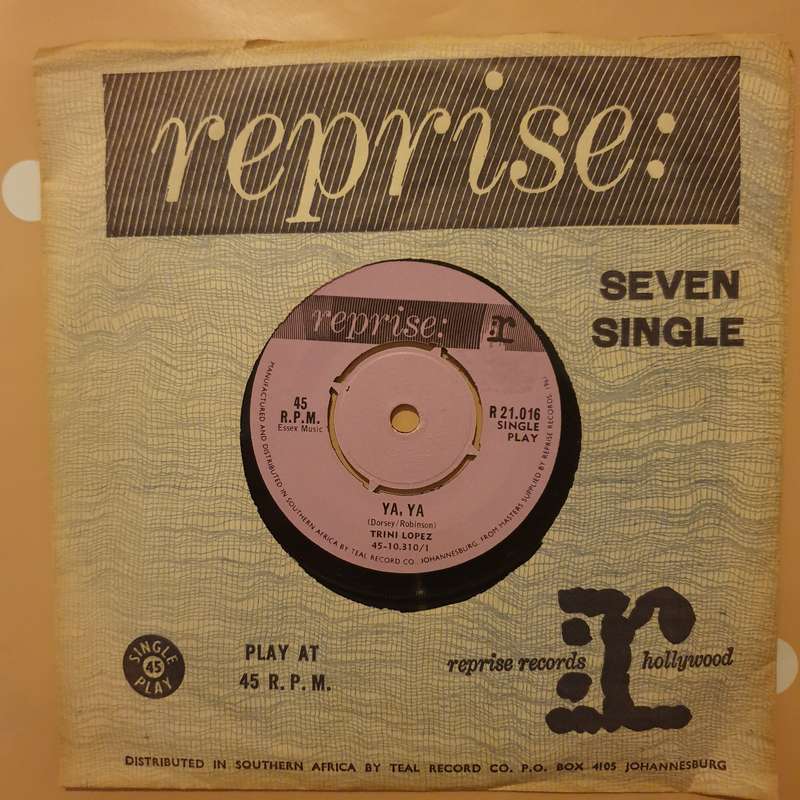 reprise:
SEVEN
SINGLE
reprise: r
45
R.P.M.
Essex Music
R 21.016
SINGLE
PLAY
YA, YA
(Dorsey/Robinson)
TRINI LOPEZ
45-10.310/1
MANUFACTURED AND DISTRIBUTED IN SOUTHERN AFRICA BY TEAL RECORD CO., JOHANNESBURG, FROM MASTERS SUPPLIED BY REPRISE RECORDS
SINGLE
45
PLAY
PLAY AT
45 R.P.M.
reprise records r hollywood
DISTRIBUTED IN SOUTHERN AFRICA BY TEAL RECORD CO. P.O. BOX 4105 JOHANNESBURG